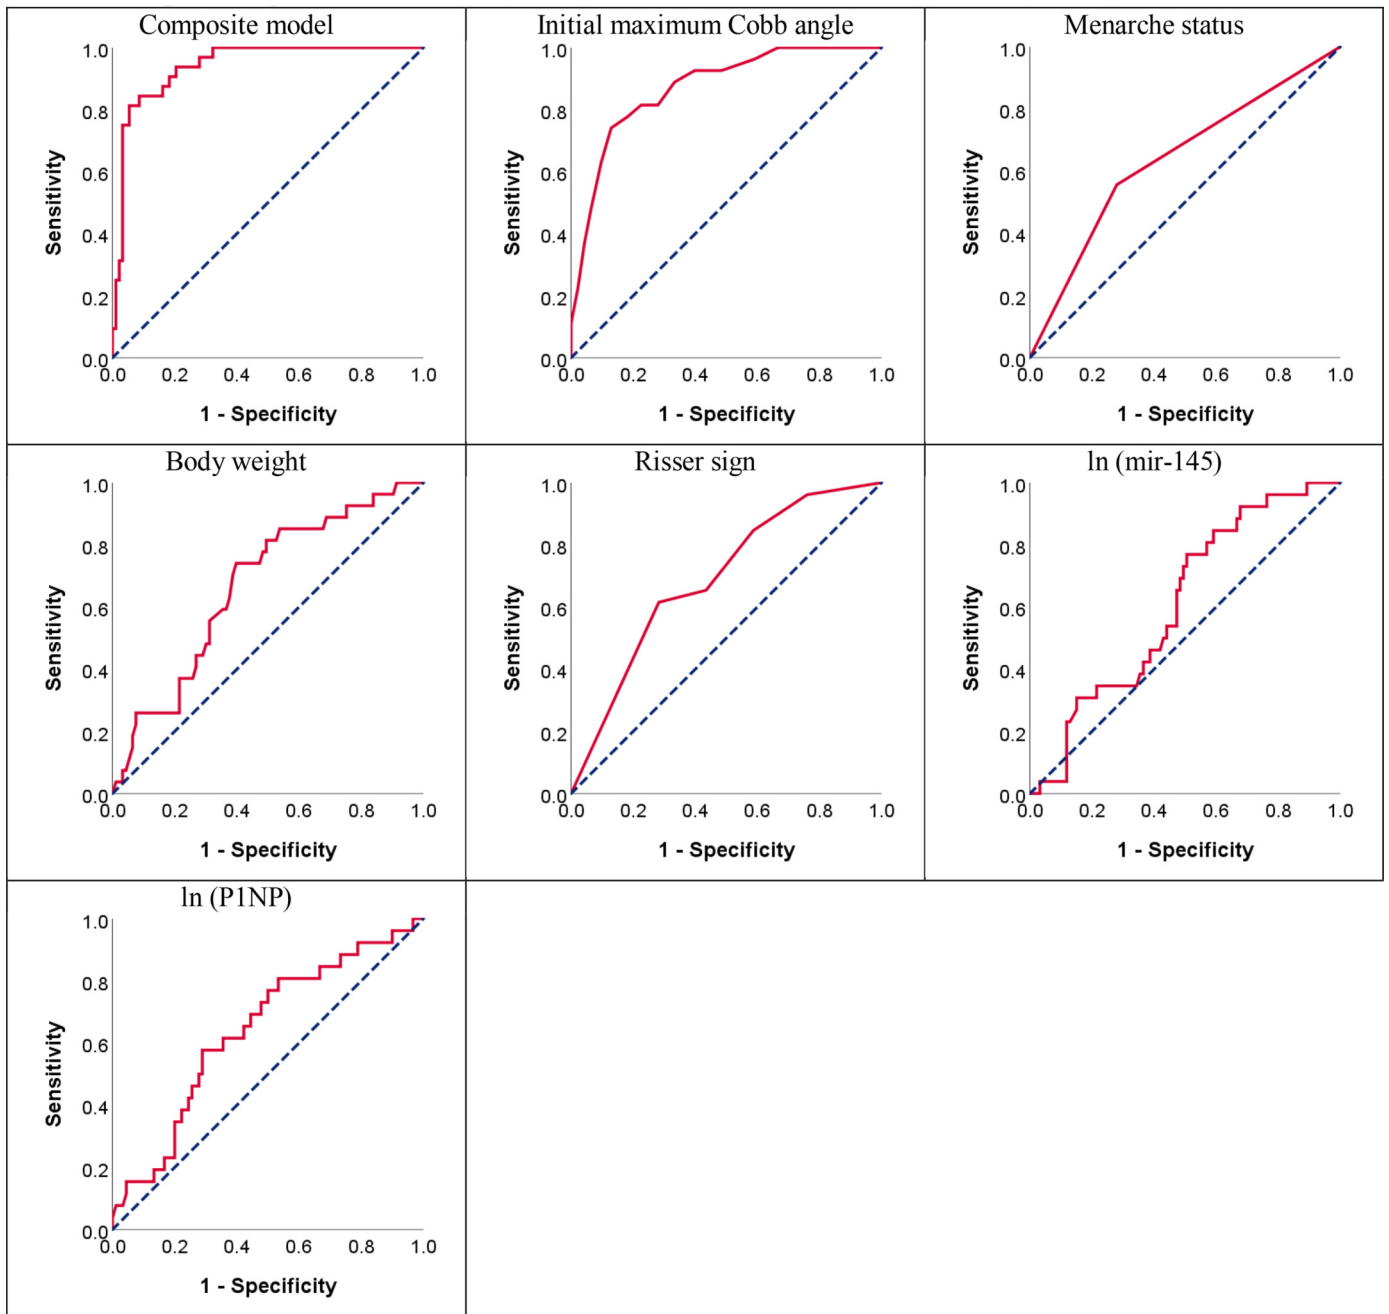 Composite model
1.0
0.8
0.6
0.4
0.2
0.0
Sensitivity
0.0 0.2 0.4 0.6 0.8 1.0
1 - Specificity
Initial maximum Cobb angle
1.0
0.8
0.6
0.4
0.2
0.0
Sensitivity
0.0 0.2 0.4 0.6 0.8 1.0
1 - Specificity
Menarche status
1.0
0.8
0.6
0.4
0.2
0.0
Sensitivity
0.0 0.2 0.4 0.6 0.8 1.0
1 - Specificity
Body weight
1.0
0.8
0.6
0.4
0.2
0.0
Sensitivity
0.0 0.2 0.4 0.6 0.8 1.0
1 - Specificity
Risser sign
1.0
0.8
0.6
0.4
0.2
0.0
Sensitivity
0.0 0.2 0.4 0.6 0.8 1.0
1 - Specificity
ln (mir-145)
1.0
0.8
0.6
0.4
0.2
0.0
Sensitivity
0.0 0.2 0.4 0.6 0.8 1.0
1 - Specificity
ln (P1NP)
1.0
0.8
0.6
0.4
0.2
0.0
Sensitivity
0.0 0.2 0.4 0.6 0.8 1.0
1 - Specificity